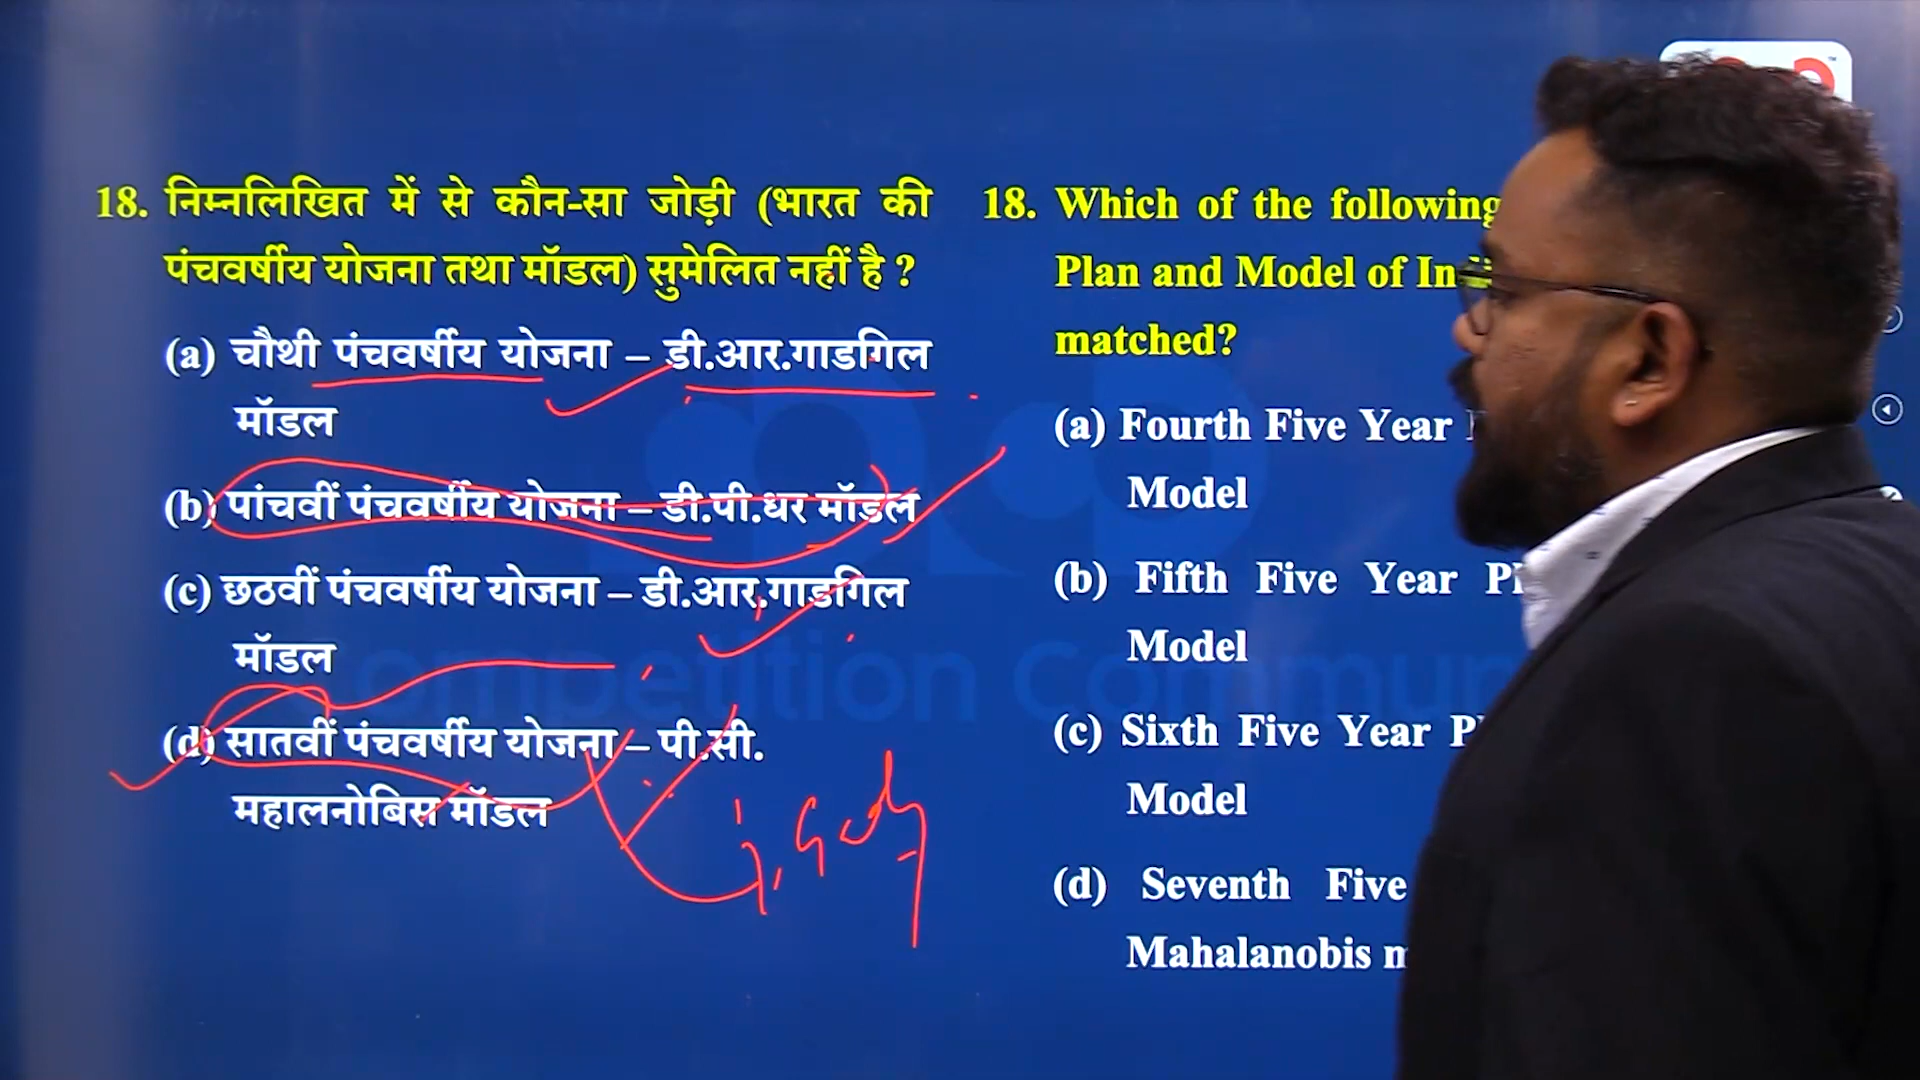 18. निम्नलिखित में से कौन-सा जोड़ी (भारत की
पंचवर्षीय योजना तथा मॉडल) सुमेलित नहीं है ?
(a) चौथी पंचवर्षीय योजना – डी.आर.गाडगिल
मॉडल
(b) पांचवीं पंचवर्षीय योजना – डी.पी.धर मॉडल
(c) छठवीं पंचवर्षीय योजना – डी.आर.गाडगिल
मॉडल
(d) सातवीं पंचवर्षीय योजना – पी.सी.
महालनोबिस मॉडल
18. Which of the following
Plan and Model of
matched?
(a) Fourth Five Year
Model
(b) Fifth Five Year
Model
(c) Sixth Five Year
Model
(d) Seventh Five
Mahalanobis